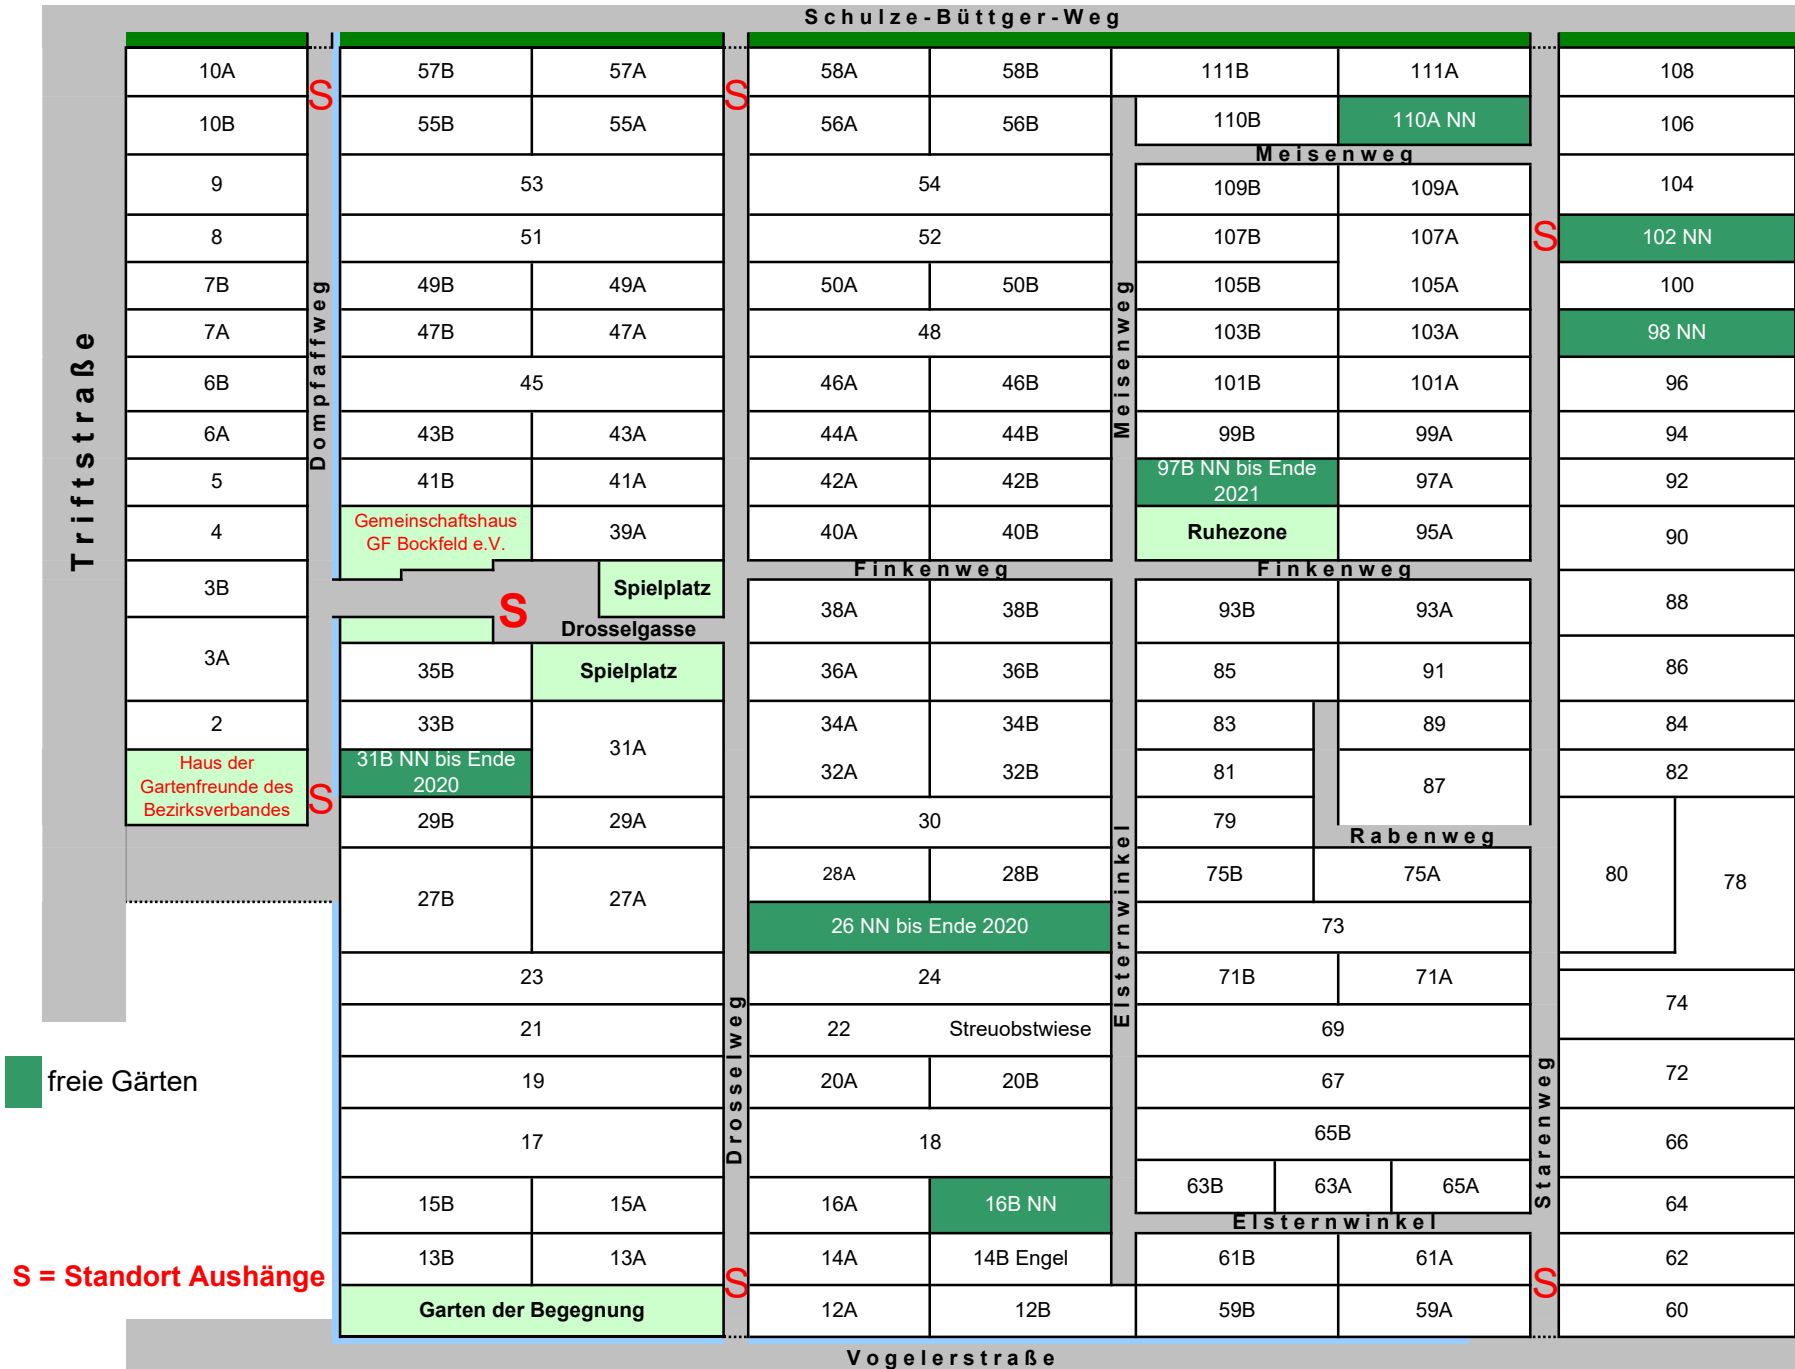 Schulze-Büttger-Weg
10A 57B 57A 58A 58B 111B 111A 108
S S
10B 55B 55A 56A 56B 110B 110A NN 106
Meisenweg
9 53 54 109B 109A 104
8 51 52 107B 107A S 102 NN
7B 49B 49A 50A 50B 105B 105A 100
7A 47B 47A 48 103B 103A 98 NN
Triftstraße
Dompfaffweg
Meisenweg
6B 45 46A 46B 101B 101A 96
6A 43B 43A 44A 44B 99B 99A 94
5 41B 41A 42A 42B 97B NN bis Ende
2021
97A 92
4 Gemeinschaftshaus
GF Bockfeld e.V.
39A 40A 40B Ruhezone 95A 90
Finkenweg Finkenweg
3B Spielplatz 38A 38B 93B 93A 88
S
Drosselgasse
3A 35B Spielplatz 36A 36B 85 91 86
2 33B 31A 34A 34B 83 89 84
Haus der
Gartenfreunde des
Bezirksverbandes
S
31B NN bis Ende
2020
32A 32B 81 87 82
29B 29A 30 79
Rabenweg
28A 28B 75B 75A 80 78
27B 27A
26 NN bis Ende 2020 73
Elsternwinkel
23 24 71B 71A
74
21 22 Streuobstwiese 69
Drosselweg
Starenweg
freie Gärten
19 20A 20B 67 72
17 18 65B 66
15B 15A 16A 16B NN 63B 63A 65A 64
Elsternwinkel
13B 13A 14A 14B Engel 61B 61A 62
S = Standort Aushänge
S S
Garten der Begegnung 12A 12B 59B 59A 60
Vogelerstraße